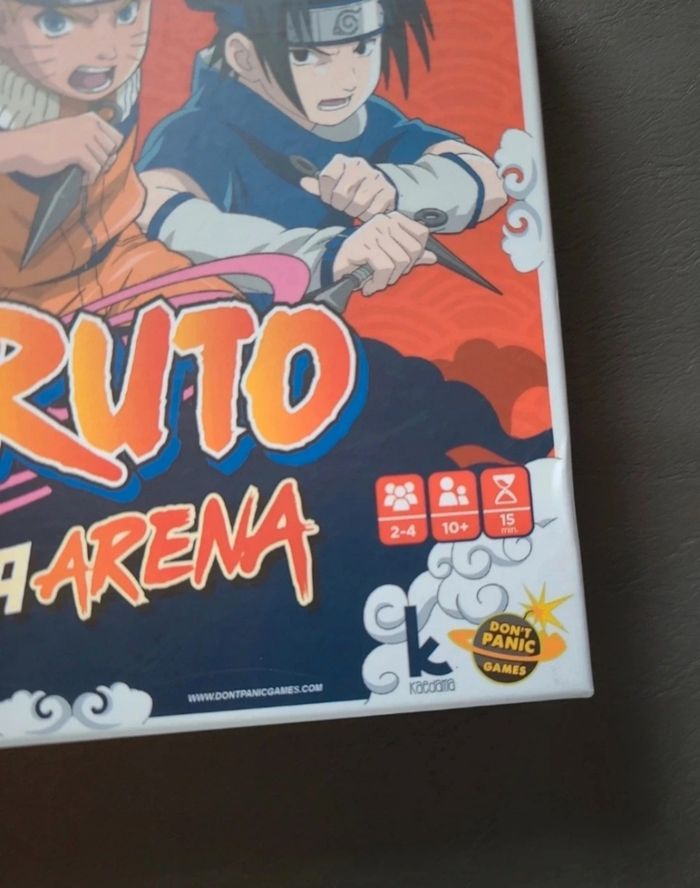 RUTO
A ARENA
2-4
10+
15
min.
k
kaedama
DON'T
PANIC
GAMES
WWW.DONTPANICGAMES.COM